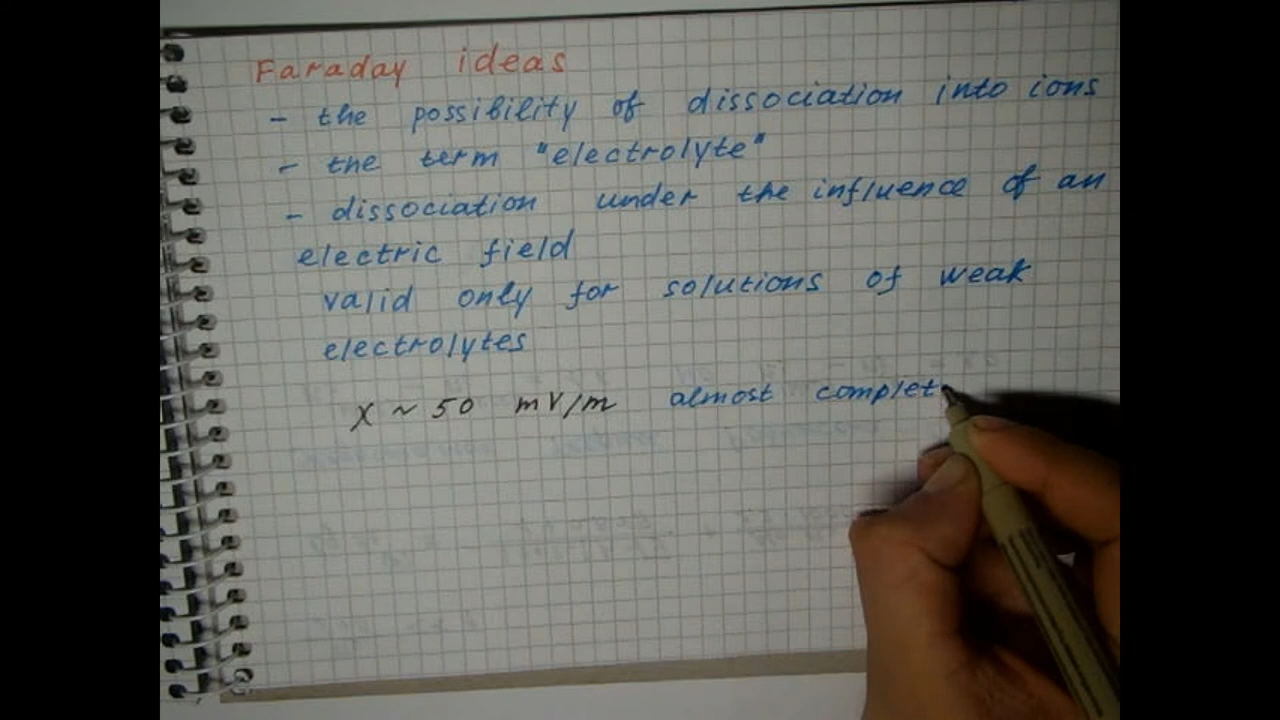 Faraday ideas
- the possibility of dissociation into ions
- the term "electrolyte"
- dissociation under the influence of an
electric field
valid only for solutions of weak
electrolytes
X ~ 50 mV/m almost complet